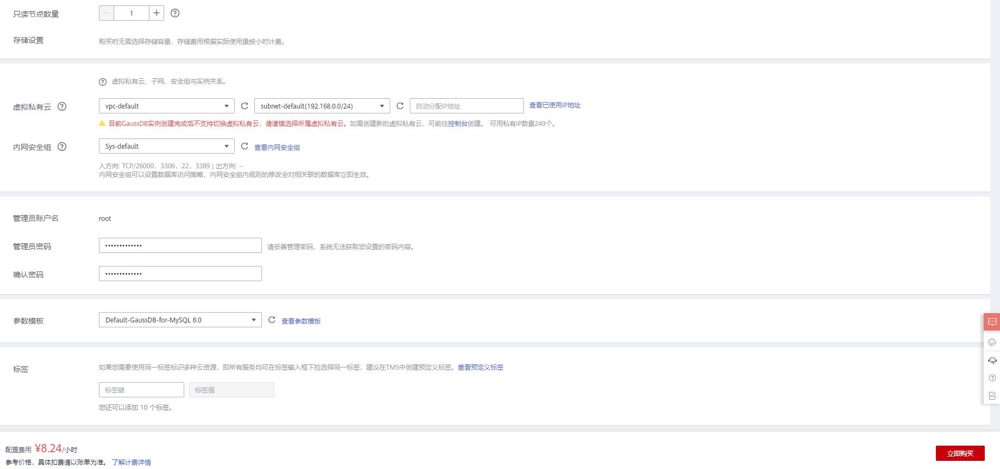 只读节点数量 1
存储设置 购买时无需选择存储容量，存储费用根据实际使用量按小时计费。
虚拟私有云、子网、安全组与实例关系。
虚拟私有云 vpc-default subnet-default(192.168.0.0/24) 自动分配IP地址 查看已使用IP地址
目前GaussDB实例创建完成后不支持切换虚拟私有云，请谨慎选择所属虚拟私有云。如需创建新的虚拟私有云，可前往控制台创建。 可用私有IP数量249个。
内网安全组 Sys-default 查看内网安全组
入方向: TCP/26000，3306，22，3389 | 出方向: --
内网安全组可以设置数据库访问策略，内网安全组内规则的修改会对相关联的数据库立即生效。
管理员账户名 root
管理员密码 ••••••••••••• 请妥善管理密码，系统无法获取您设置的密码内容。
确认密码 •••••••••••••
参数模板 Default-GaussDB-for-MySQL 8.0 查看参数模板
标签 如果您需要使用同一标签标识多种云资源，即所有服务均可在标签输入框下拉选择同一标签，建议在TMS中创建预定义标签。查看预定义标签
标签键 标签值
您还可以添加 10 个标签。
配置费用 ¥8.24/小时
参考价格，具体扣费请以账单为准。 了解计费详情
立即购买